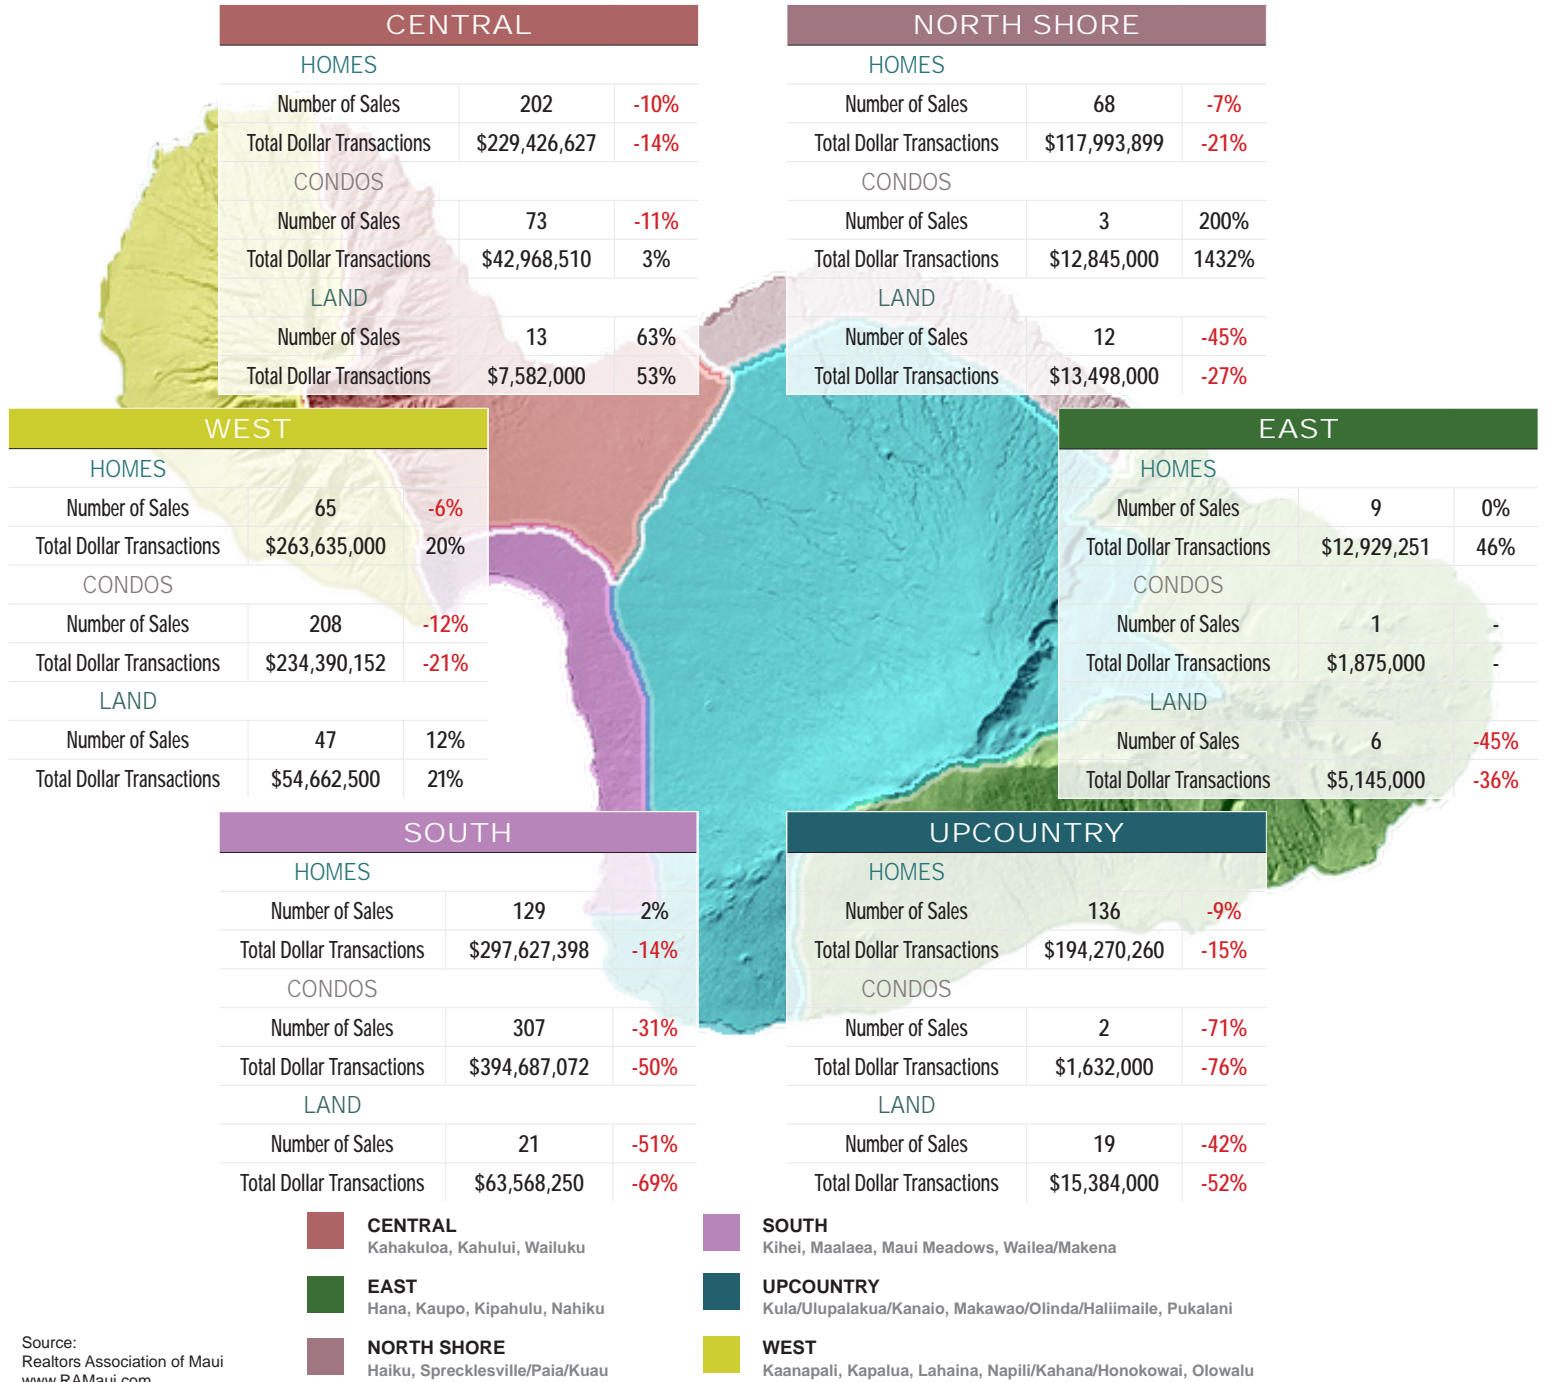 CENTRAL
HOMES
Number of Sales 202 -10%
Total Dollar Transactions $229,426,627 -14%
CONDOS
Number of Sales 73 -11%
Total Dollar Transactions $42,968,510 3%
LAND
Number of Sales 13 63%
Total Dollar Transactions $7,582,000 53%
NORTH SHORE
HOMES
Number of Sales 68 -7%
Total Dollar Transactions $117,993,899 -21%
CONDOS
Number of Sales 3 200%
Total Dollar Transactions $12,845,000 1432%
LAND
Number of Sales 12 -45%
Total Dollar Transactions $13,498,000 -27%
WEST
HOMES
Number of Sales 65 -6%
Total Dollar Transactions $263,635,000 20%
CONDOS
Number of Sales 208 -12%
Total Dollar Transactions $234,390,152 -21%
LAND
Number of Sales 47 12%
Total Dollar Transactions $54,662,500 21%
EAST
HOMES
Number of Sales 9 0%
Total Dollar Transactions $12,929,251 46%
CONDOS
Number of Sales 1 -
Total Dollar Transactions $1,875,000 -
LAND
Number of Sales 6 -45%
Total Dollar Transactions $5,145,000 -36%
SOUTH
HOMES
Number of Sales 129 2%
Total Dollar Transactions $297,627,398 -14%
CONDOS
Number of Sales 307 -31%
Total Dollar Transactions $394,687,072 -50%
LAND
Number of Sales 21 -51%
Total Dollar Transactions $63,568,250 -69%
UPCOUNTRY
HOMES
Number of Sales 136 -9%
Total Dollar Transactions $194,270,260 -15%
CONDOS
Number of Sales 2 -71%
Total Dollar Transactions $1,632,000 -76%
LAND
Number of Sales 19 -42%
Total Dollar Transactions $15,384,000 -52%
CENTRAL
Kahakuloa, Kahului, Wailuku
EAST
Hana, Kaupo, Kipahulu, Nahiku
NORTH SHORE
Haiku, Sprecklesville/Paia/Kuau
SOUTH
Kihei, Maalaea, Maui Meadows, Wailea/Makena
UPCOUNTRY
Kula/Ulupalakua/Kanaio, Makawao/Olinda/Haliimaile, Pukalani
WEST
Kaanapali, Kapalua, Lahaina, Napili/Kahana/Honokowai, Olowalu
Source:
Realtors Association of Maui
www.RAMaui.com